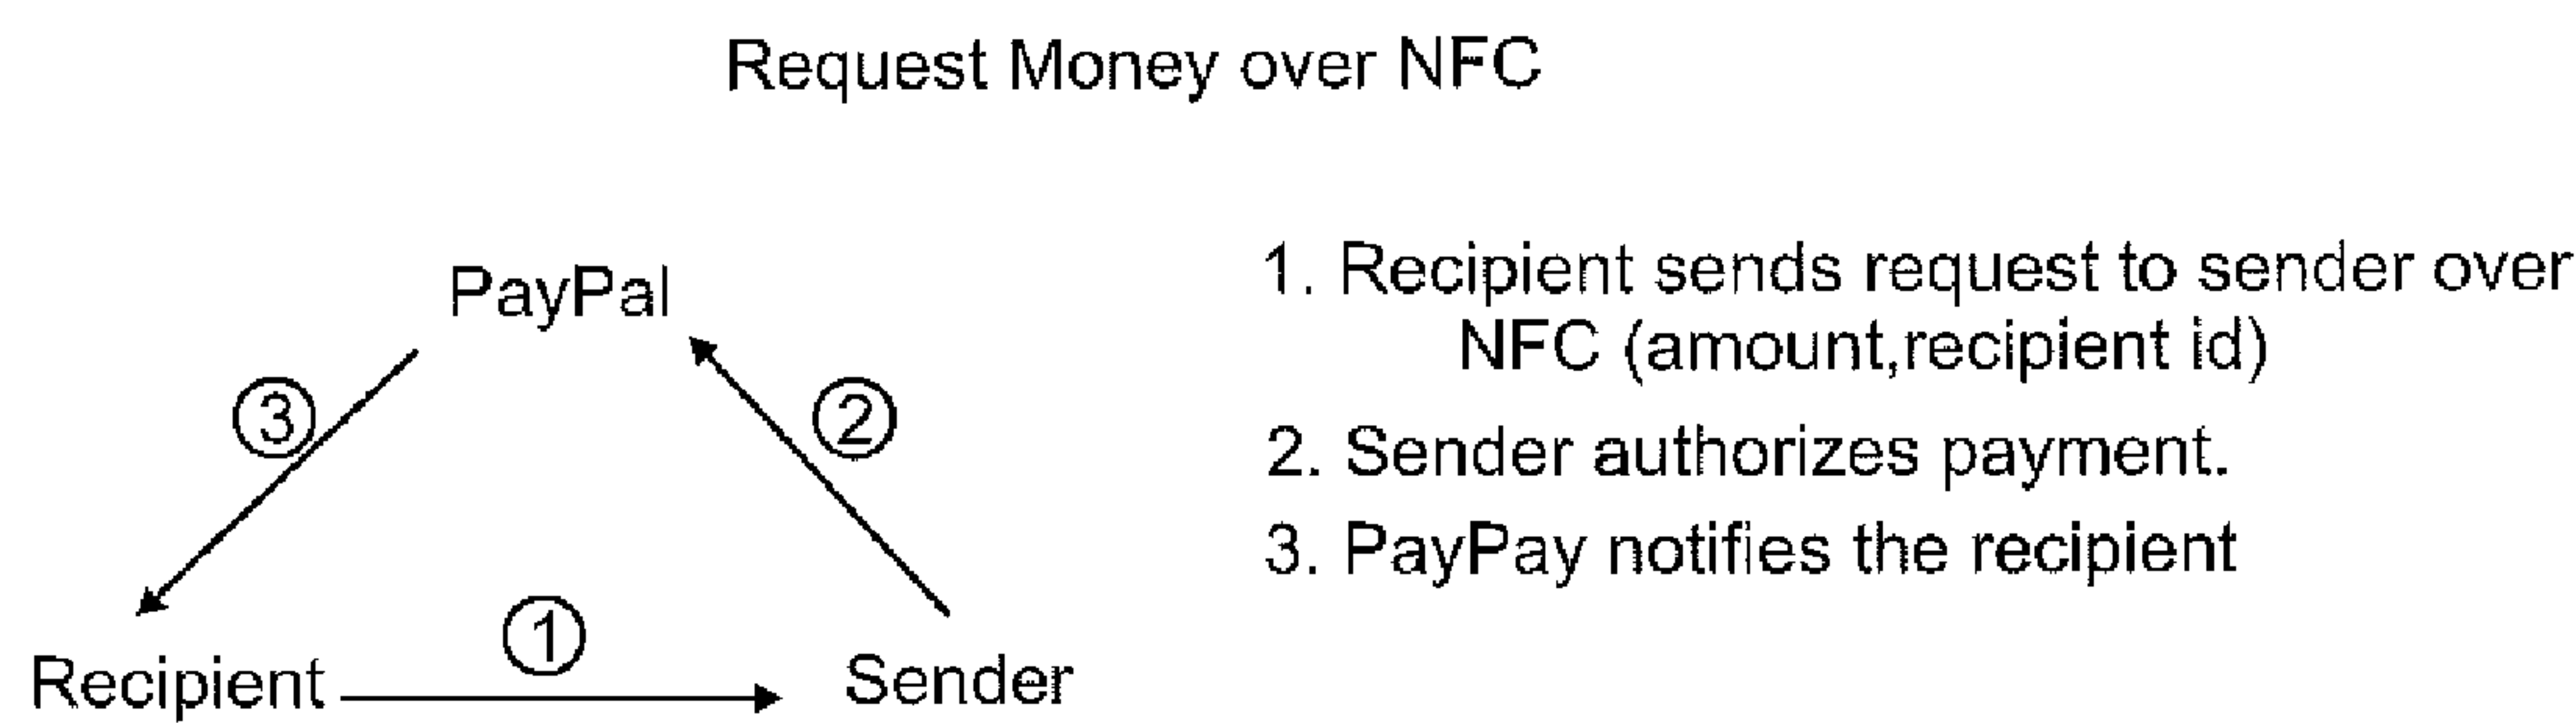 Request Money over NFC
PayPal
3
2
1
Recipient
Sender
1. Recipient sends request to sender over
NFC (amount,recipient id)
2. Sender authorizes payment.
3. PayPay notifies the recipient